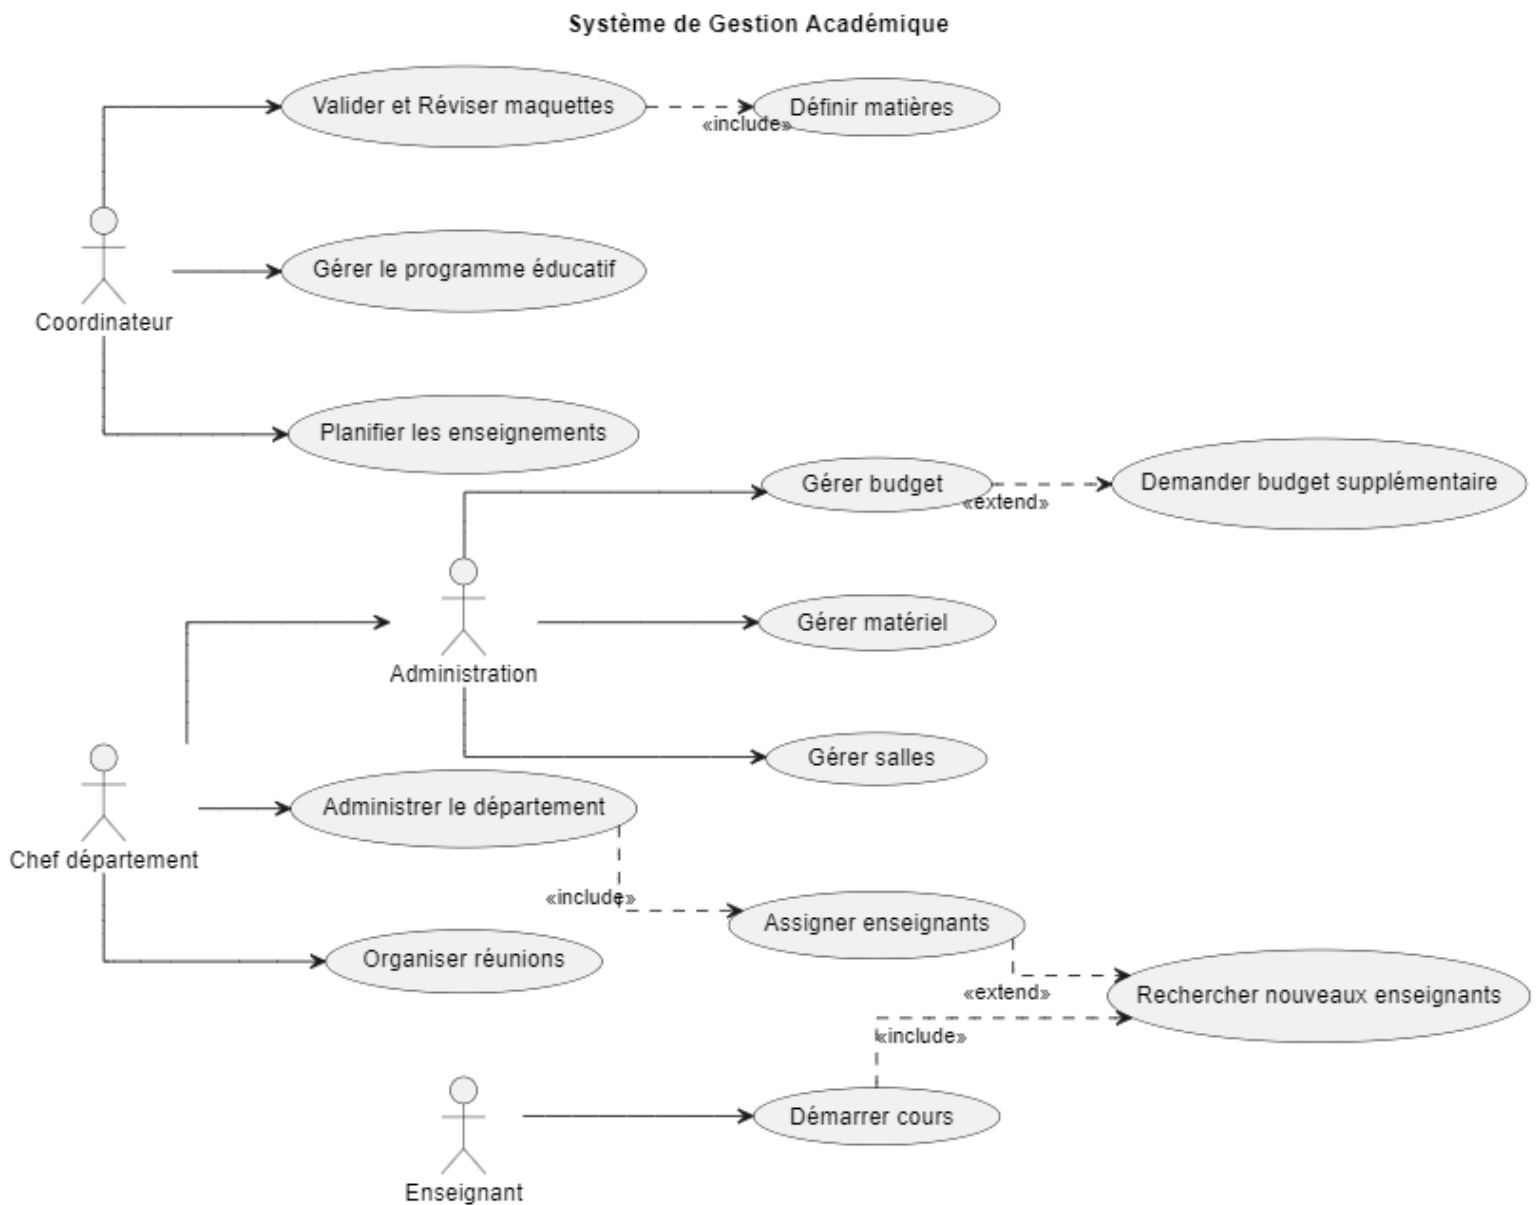 Système de Gestion Académique
Valider et Réviser maquettes
«include»
Définir matières
Coordinateur
Gérer le programme éducatif
Planifier les enseignements
Gérer budget
«extend»
Demander budget supplémentaire
Administration
Gérer matériel
Gérer salles
Chef département
Administrer le département
«include»
Assigner enseignants
Organiser réunions
«extend»
Rechercher nouveaux enseignants
«include»
Démarrer cours
Enseignant